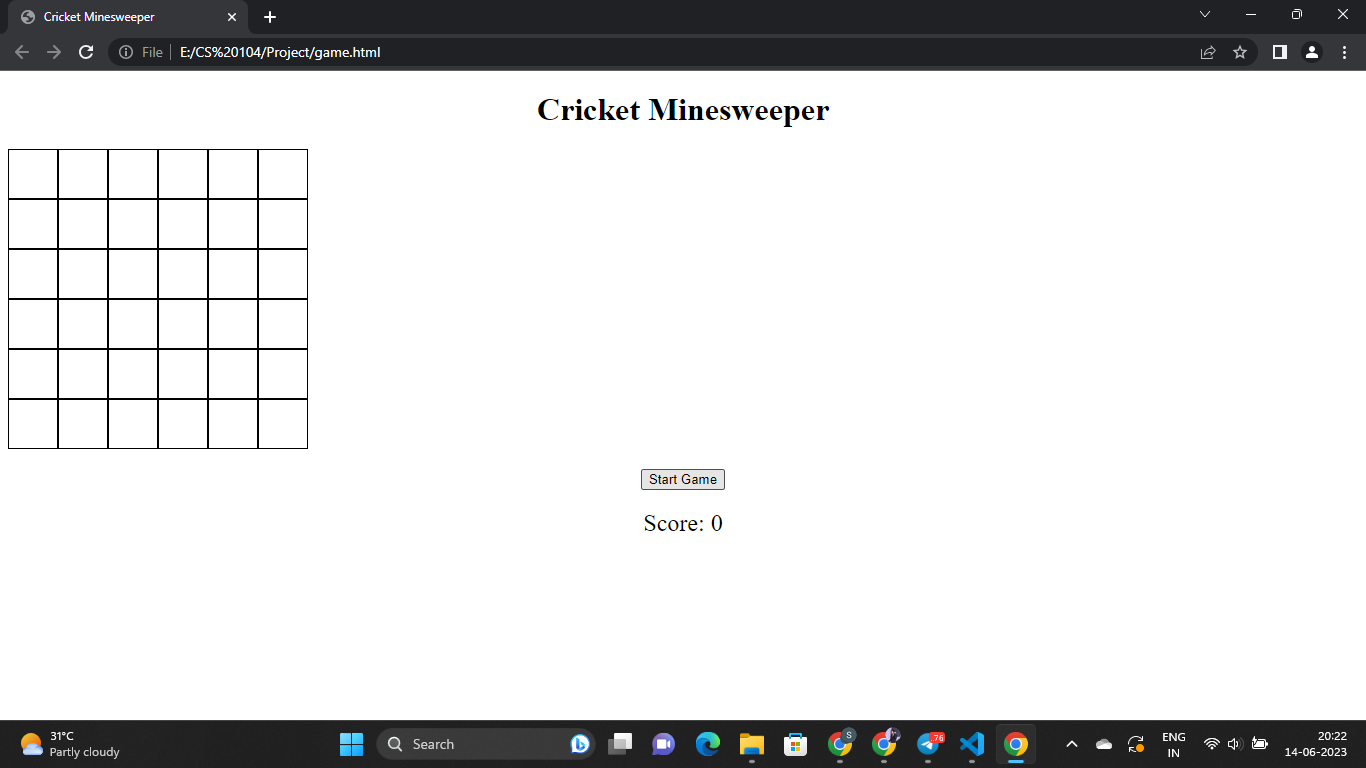 Cricket Minesweeper
File
E:/CS%20104/Project/game.html
Cricket Minesweeper
Start Game
Score: 0
31°C
Partly cloudy
Search
S
76
ENG
IN
20:22
14-06-2023